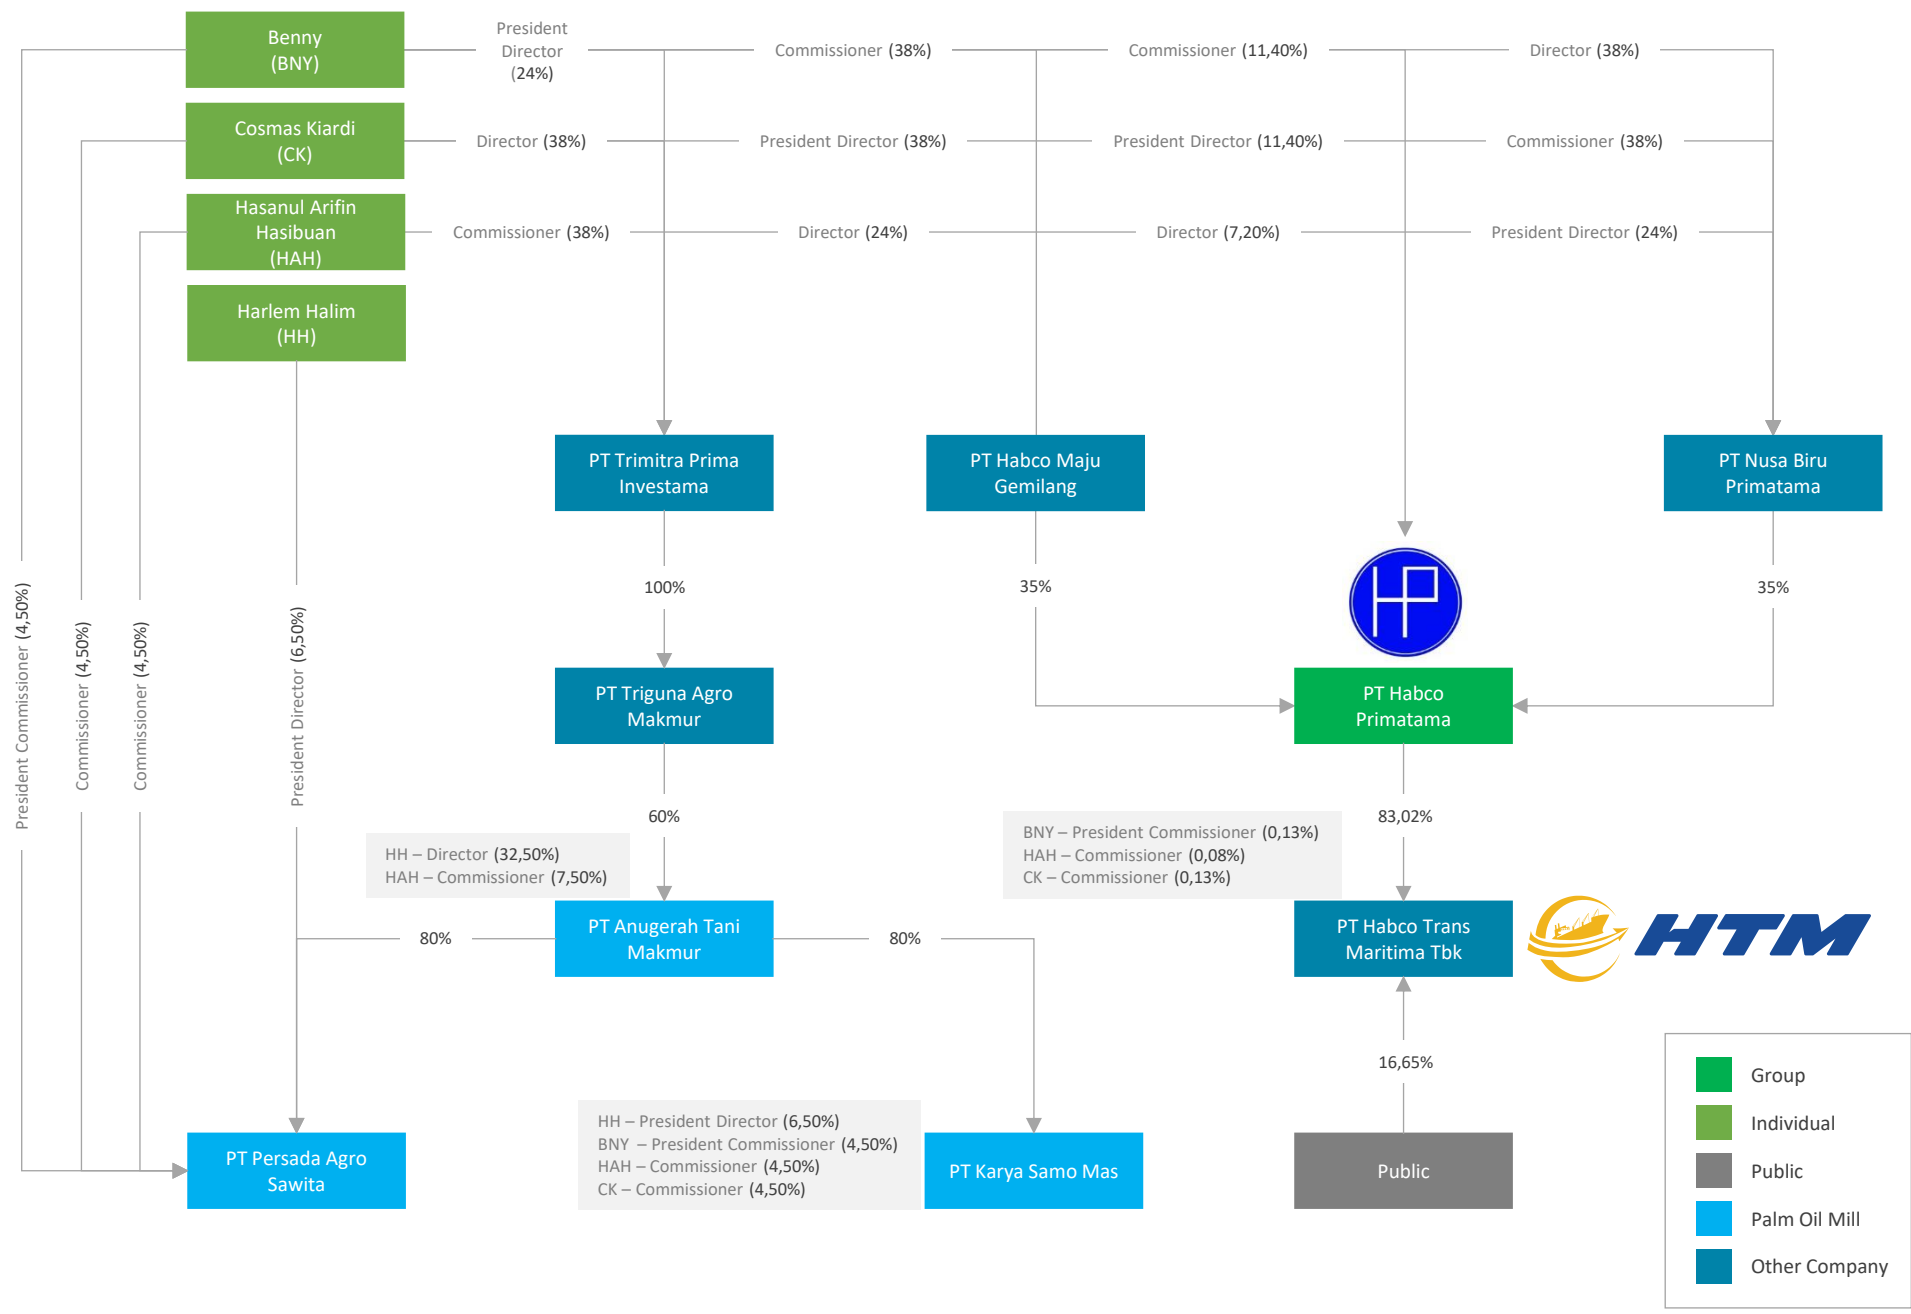 Benny
(BNY)
President
Director
(24%)
Commissioner (38%)
Commissioner (11,40%)
Director (38%)
Cosmas Kiardi
(CK)
Director (38%)
President Director (38%)
President Director (11,40%)
Commissioner (38%)
Hasanul Arifin
Hasibuan
(HAH)
Commissioner (38%)
Director (24%)
Director (7,20%)
President Director (24%)
Harlem Halim
(HH)
PT Trimitra Prima
Investama
PT Habco Maju
Gemilang
PT Nusa Biru
Primatama
HP
100%
35%
35%
President Commissioner (4,50%)
Commissioner (4,50%)
Commissioner (4,50%)
President Director (6,50%)
PT Triguna Agro
Makmur
PT Habco
Primatama
60%
83,02%
HH – Director (32,50%)
HAH – Commissioner (7,50%)
BNY – President Commissioner (0,13%)
HAH – Commissioner (0,08%)
CK – Commissioner (0,13%)
80%
PT Anugerah Tani
Makmur
80%
PT Habco Trans
Maritima Tbk
HTM
16,65%
PT Persada Agro
Sawita
HH – President Director (6,50%)
BNY – President Commissioner (4,50%)
HAH – Commissioner (4,50%)
CK – Commissioner (4,50%)
PT Karya Samo Mas
Public
Group
Individual
Public
Palm Oil Mill
Other Company